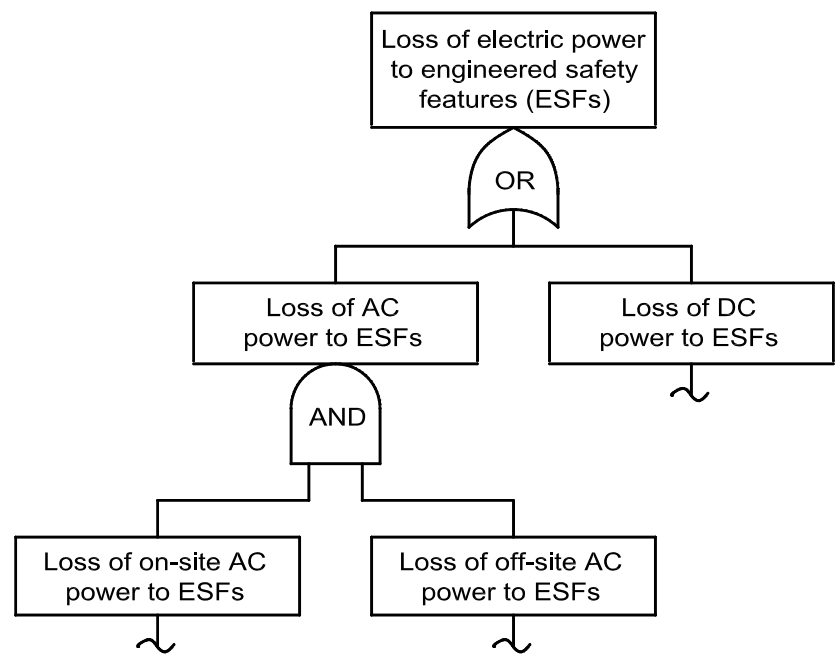 Loss of electric power
to engineered safety
features (ESFs)
OR
Loss of AC
power to ESFs
Loss of DC
power to ESFs
AND
Loss of on-site AC
power to ESFs
Loss of off-site AC
power to ESFs